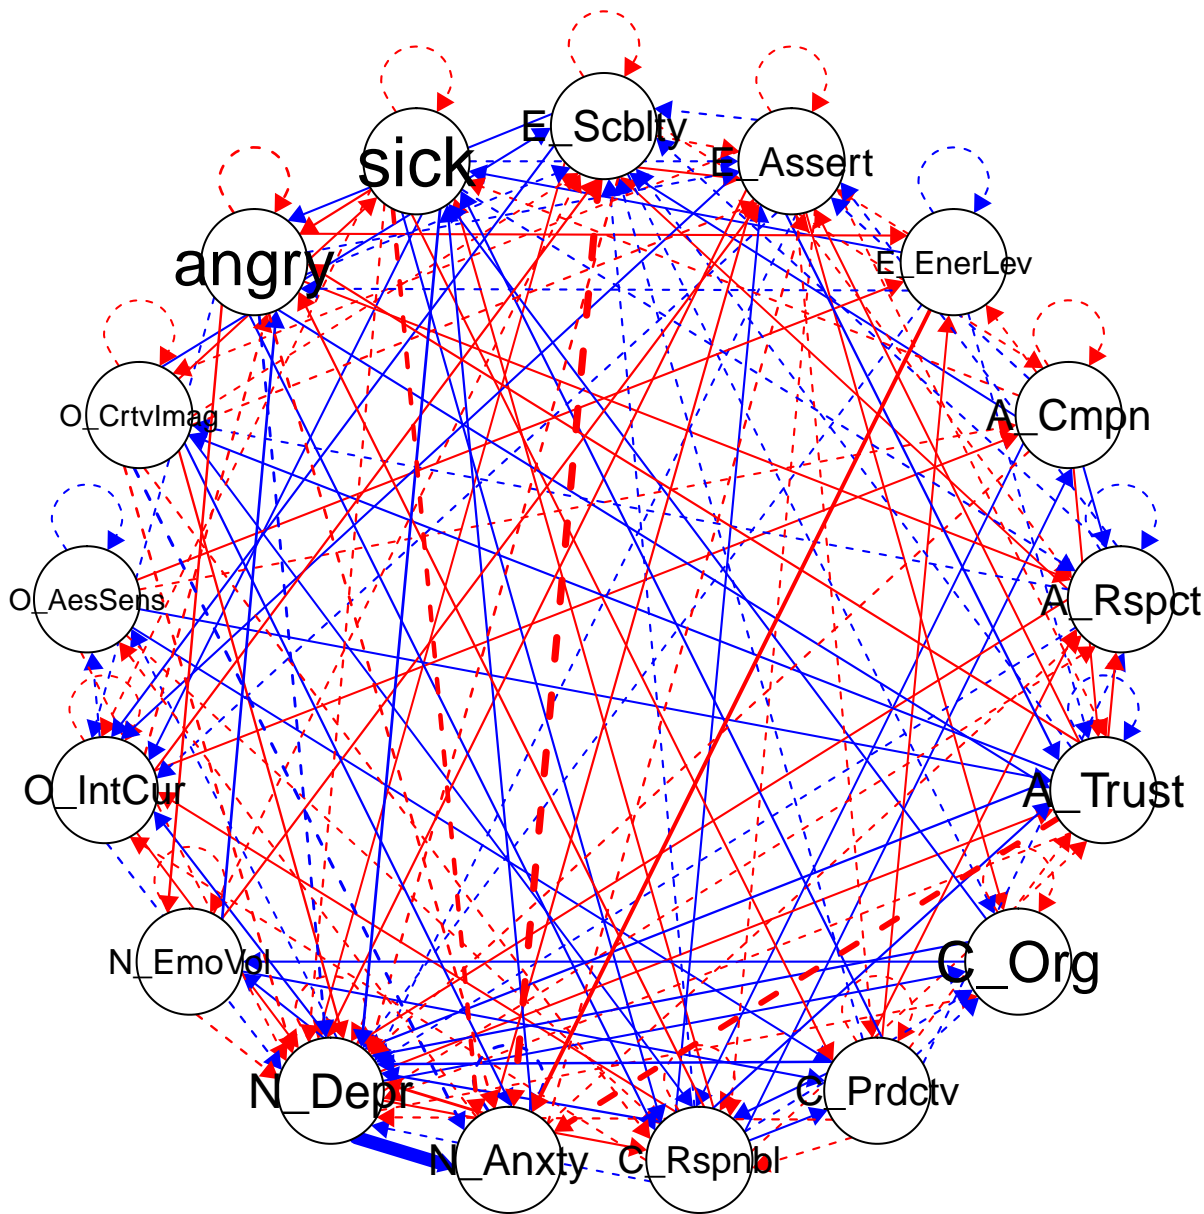 E_Scblty
sick
E_Assert
angry
E_EnerLev
O_CrtvImag
A_Cmpn
O_AesSens
A_Rspct
O_IntCur
A_Trust
N_EmoVol
C_Org
N_Depr
C_Prdctv
N_Anxty
C_Rspnbl